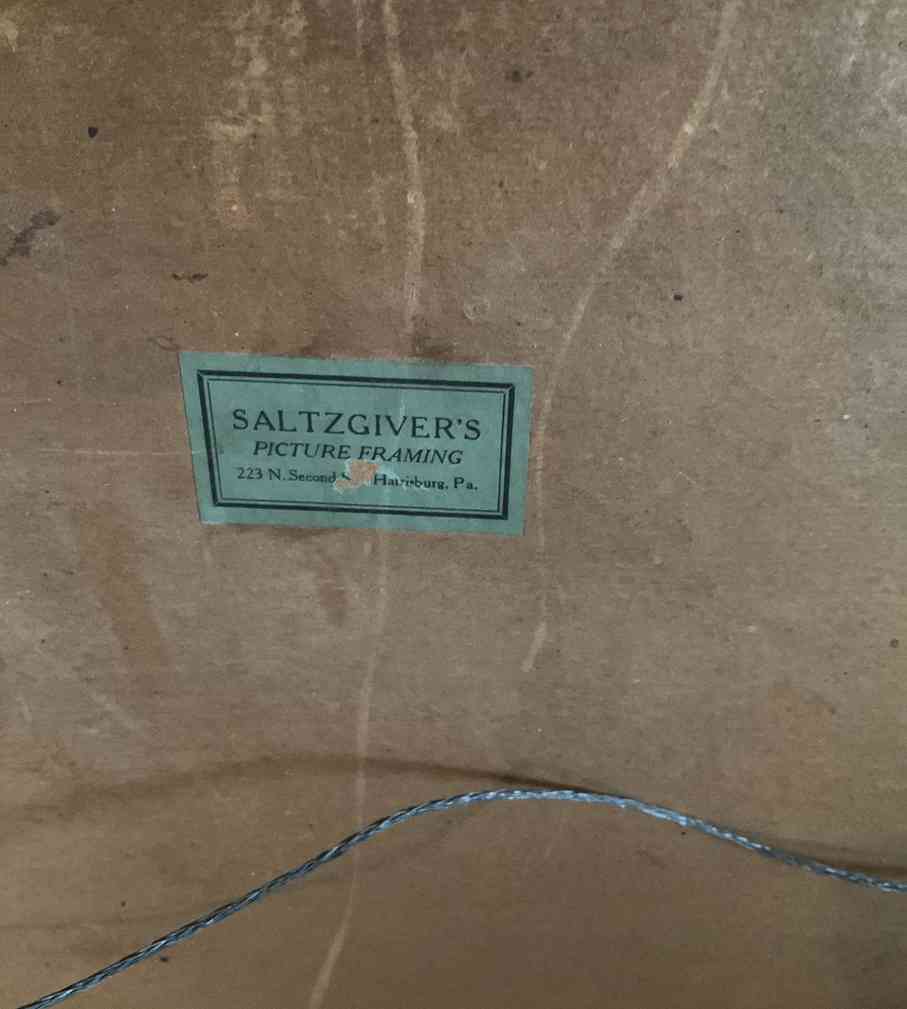 SALTZGIVER'S
PICTURE FRAMING
223 N. Second Harrisburg, Pa.